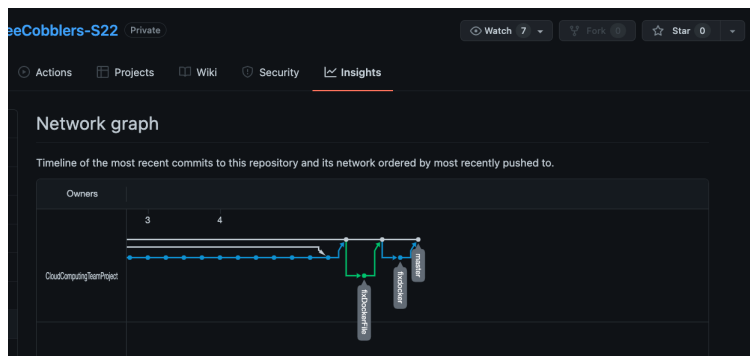 eeCobblers-S22 Private Watch 7 Fork 0 Star 0
Actions Projects Wiki Security Insights
Network graph
Timeline of the most recent commits to this repository and its network ordered by most recently pushed to.
Owners
3 4
CloudComputingTeamProject
master
fixdocker
fixDockerFile